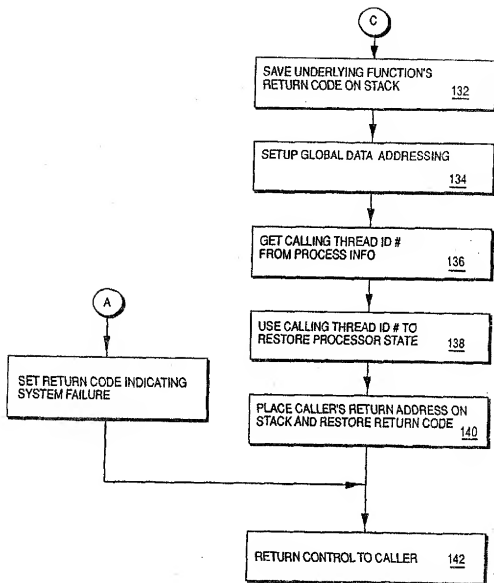 C
SAVE UNDERLYING FUNCTION'S
RETURN CODE ON STACK 132
SETUP GLOBAL DATA ADDRESSING
134
GET CALLING THREAD ID #
FROM PROCESS INFO 136
A
USE CALLING THREAD ID # TO
RESTORE PROCESSOR STATE 138
SET RETURN CODE INDICATING
SYSTEM FAILURE
PLACE CALLER'S RETURN ADDRESS ON
STACK AND RESTORE RETURN CODE 140
RETURN CONTROL TO CALLER 142